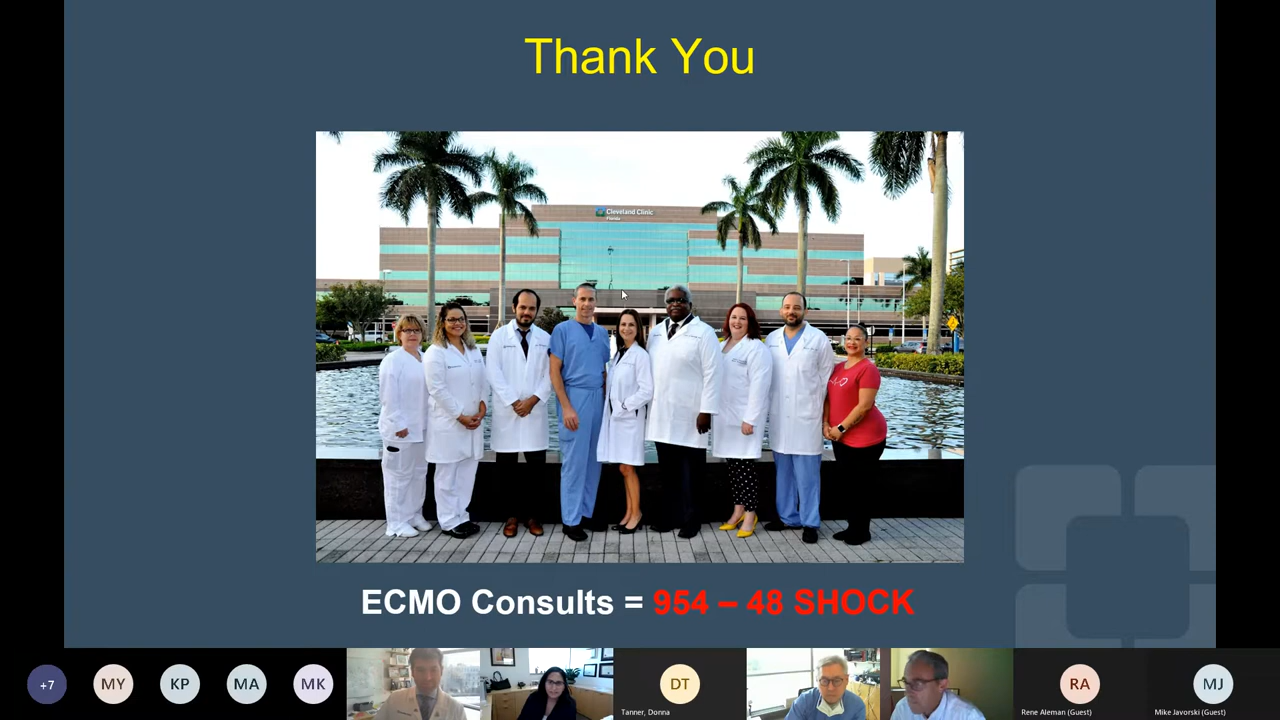 Thank You
Cleveland Clinic
Florida
ECMO Consults = 954 – 48 SHOCK
+7
MY
KP
MA
MK
DT
Tanner, Donna
RA
Rene Aleman (Guest)
MJ
Mike Javorski (Guest)